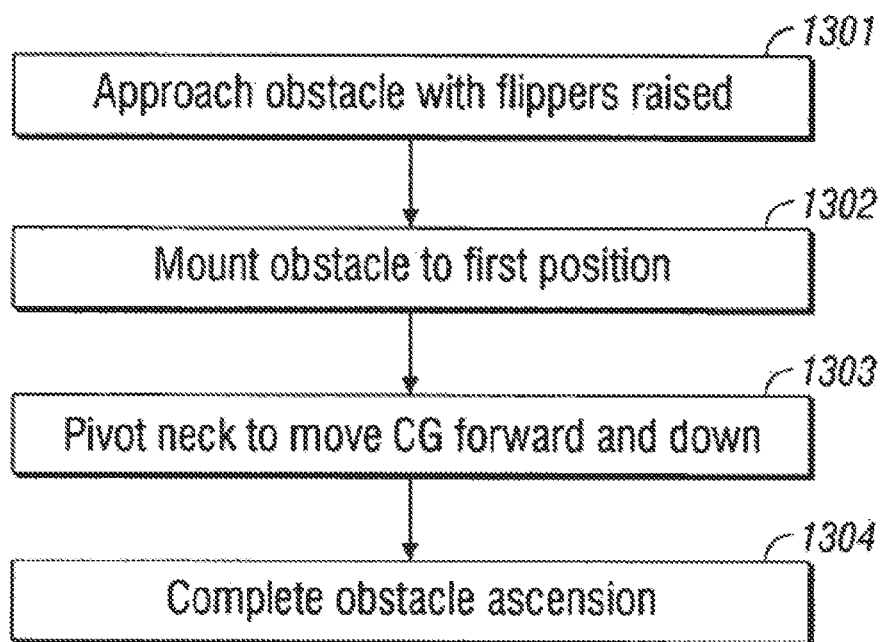 1301
Approach obstacle with flippers raised
1302
Mount obstacle to first position
1303
Pivot neck to move CG forward and down
1304
Complete obstacle ascension